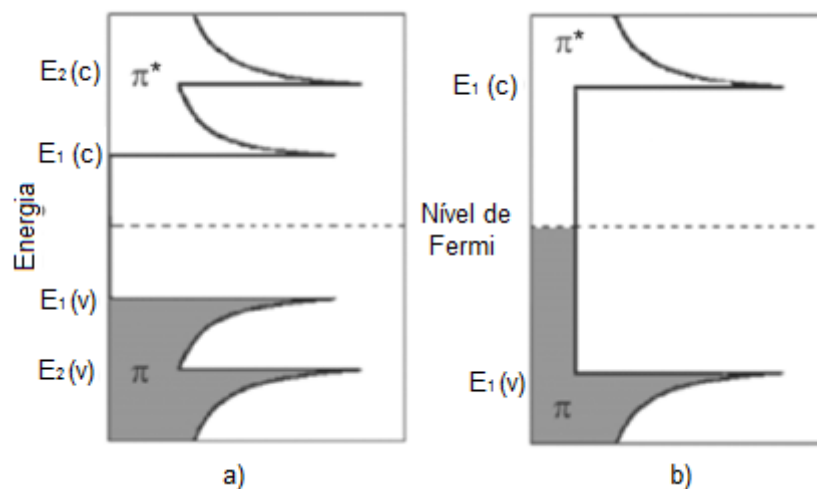 E₂(c)
π*
E₁(c)
Energia
E₁(v)
E₂(v)
π
a)
Nível de
Fermi
π*
E₁(c)
E₁(v)
π
b)